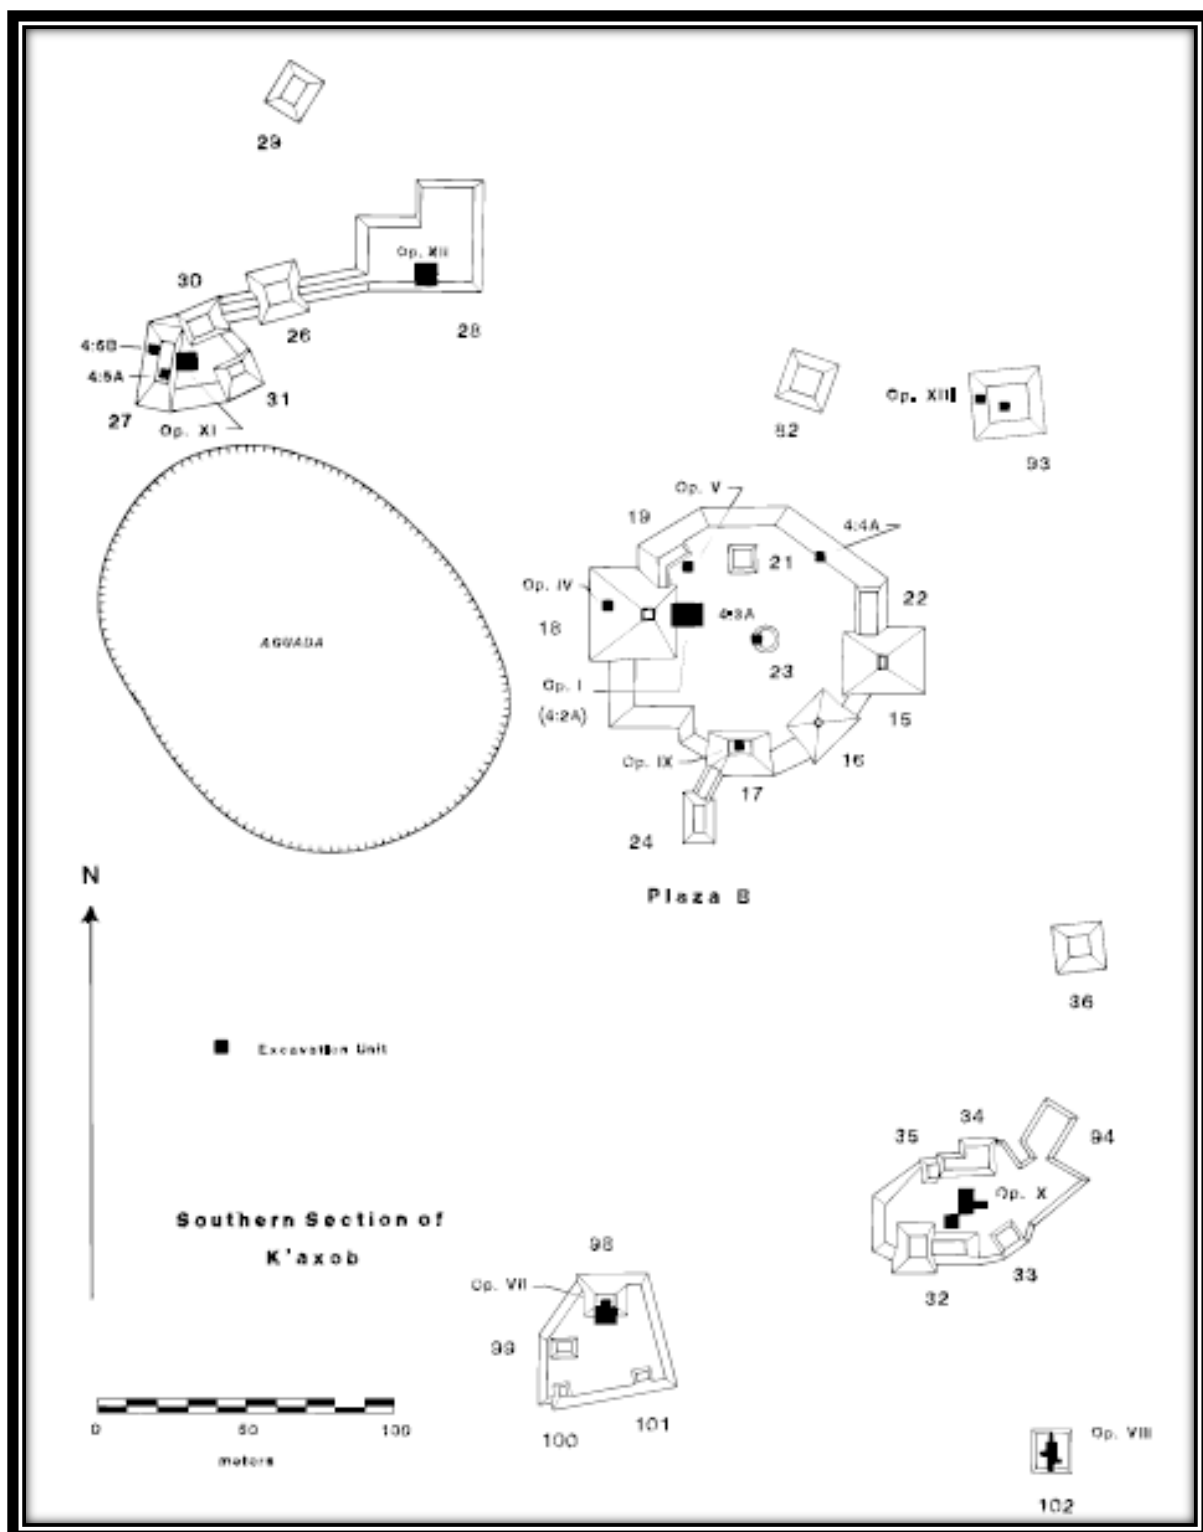 29
Op. XII
30
26
28
4:5B
4:5A
31
27
Op. XI
82
Op. XIII
93
Op. V
19
4:4A
21
Op. IV
22
18
4:3A
AGUADA
23
Op. I
(4:2A)
15
Op. IX
16
17
24
N
Plaza B
36
Excavation Unit
34
35
94
Op. X
Southern Section of
K'axob
98
33
Op. VII
32
99
101
100
0
50
100
meters
Op. VIII
102